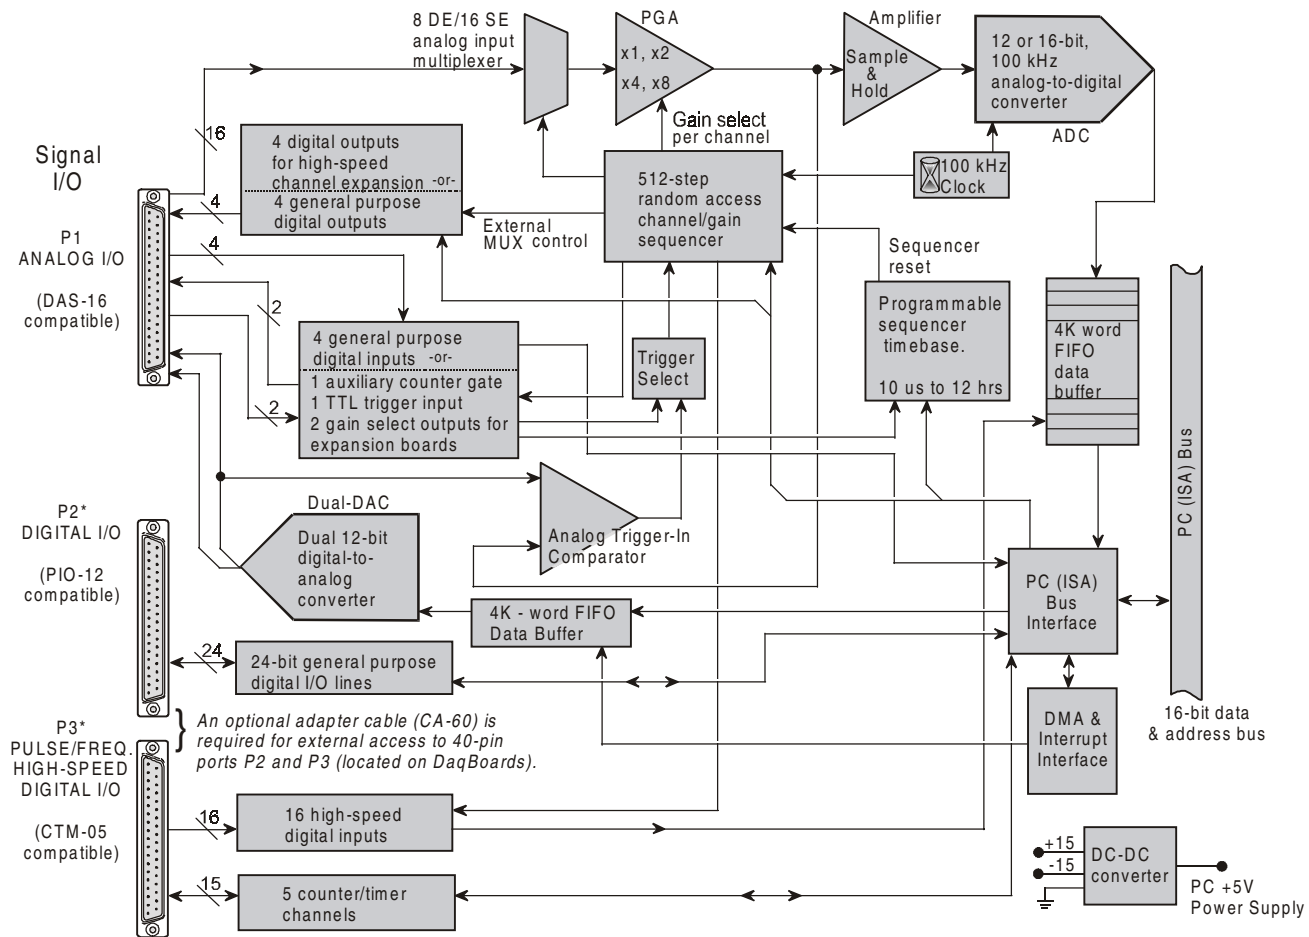 8 DE/16 SE
analog input
multiplexer
PGA
x1, x2
x4, x8
Amplifier
Sample
&
Hold
12 or 16-bit,
100 kHz
analog-to-digital
converter
ADC
Gain select
per channel
16
Signal
I/O
4 digital outputs
for high-speed
channel expansion -or-
4 general purpose
digital outputs
512-step
random access
channel/gain
sequencer
100 kHz
Clock
4
External
MUX control
P1
ANALOG I/O
(DAS-16
compatible)
4
Sequencer
reset
2
Programmable
sequencer
timebase.
10 us to 12 hrs
4K word
FIFO
data
buffer
4 general purpose
digital inputs -or-
1 auxiliary counter gate
1 TTL trigger input
2 gain select outputs for
expansion boards
Trigger
Select
2
PC (ISA) Bus
P2*
DIGITAL I/O
(PIO-12
compatible)
Dual-DAC
Dual 12-bit
digital-to-
analog
converter
Analog Trigger-In
Comparator
PC (ISA)
Bus
Interface
4K - word FIFO
Data Buffer
24
24-bit general purpose
digital I/O lines
DMA &
Interrupt
Interface
16-bit data
& address bus
An optional adapter cable (CA-60) is
required for external access to 40-pin
ports P2 and P3 (located on DaqBoards).
P3*
PULSE/FREQ.
HIGH-SPEED
DIGITAL I/O
(CTM-05
compatible)
16
16 high-speed
digital inputs
15
5 counter/timer
channels
+15
-15
DC-DC
converter
PC +5V
Power Supply